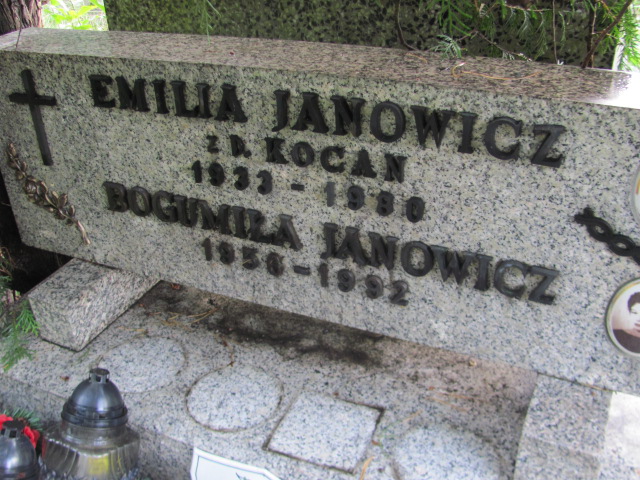 EMILIA JANOWICZ
Z D. KOCAN
1933 - 1980
BOGUMIŁA JANOWICZ
1956 - 1992